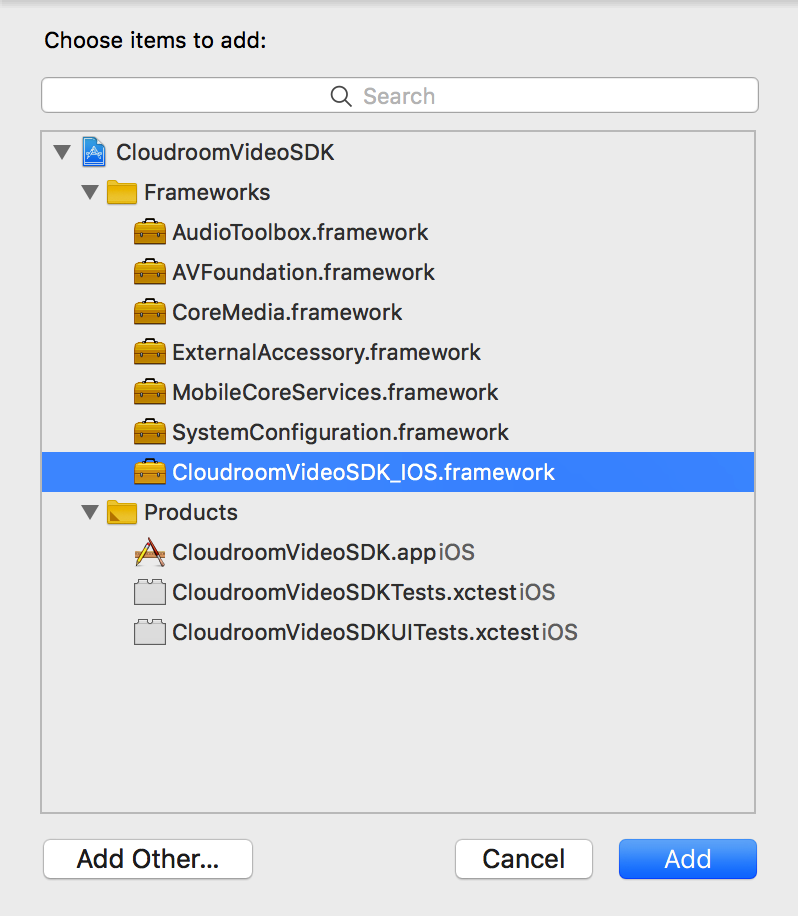 Choose items to add:
Search
CloudroomVideoSDK
Frameworks
AudioToolbox.framework
AVFoundation.framework
CoreMedia.framework
ExternalAccessory.framework
MobileCoreServices.framework
SystemConfiguration.framework
CloudroomVideoSDK_IOS.framework
Products
CloudroomVideoSDK.app iOS
CloudroomVideoSDKTests.xctest iOS
CloudroomVideoSDKUITests.xctest iOS
Add Other... Cancel Add